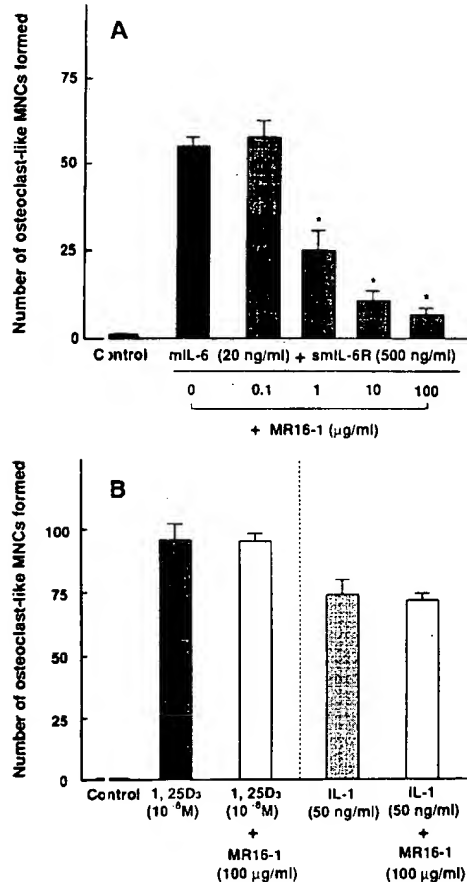 A
Number of osteoclast-like MNCs formed
75
50
25
0
*
*
*
Control mIL-6 (20 ng/ml) + smIL-6R (500 ng/ml)
0 0.1 1 10 100
+ MR16-1 (µg/ml)
B
Number of osteoclast-like MNCs formed
100
75
50
25
0
Control 1, 25D₃ 1, 25D₃ IL-1 IL-1
(10⁻⁸M) (10⁻⁸M) (50 ng/ml) (50 ng/ml)
+ +
MR16-1 MR16-1
(100 µg/ml) (100 µg/ml)